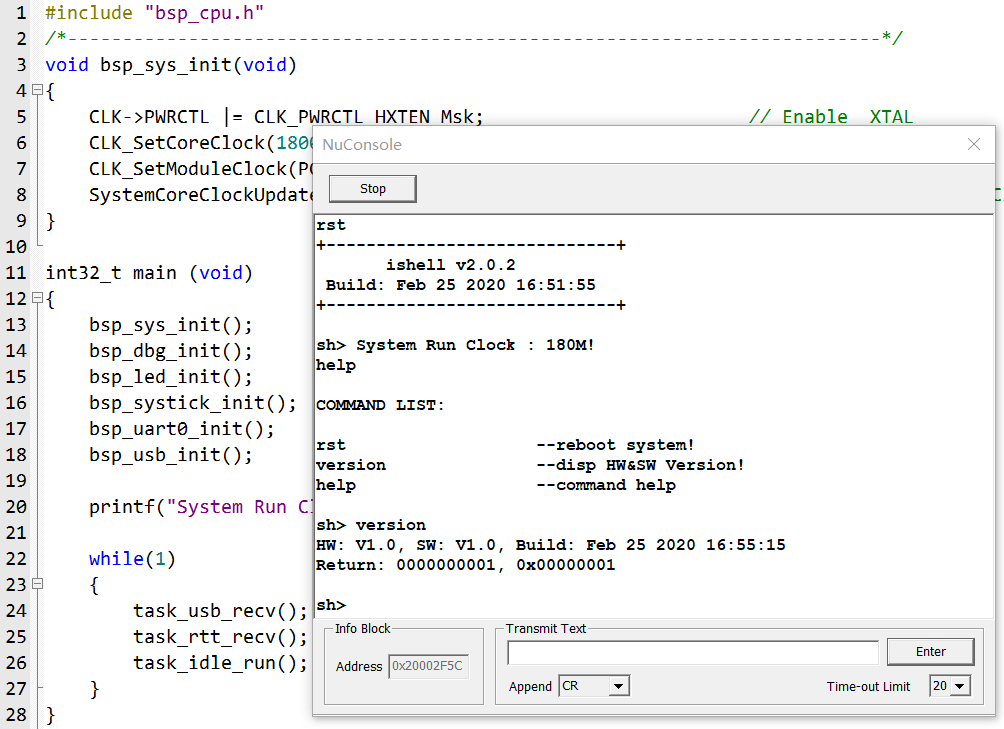 1 #include "bsp_cpu.h"
2 /*--------------------------------------------------------------------------*/
3 void bsp_sys_init(void)
4 {
5 CLK->PWRCTL |= CLK_PWRCTL_HXTEN_Msk; // Enable XTAL
6 CLK_SetCoreClock(180
7 CLK_SetModuleClock(
8 SystemCoreClockUpdate
9 }
10
11 int32_t main (void)
12 {
13 bsp_sys_init();
14 bsp_dbg_init();
15 bsp_led_init();
16 bsp_systick_init();
17 bsp_uart0_init();
18 bsp_usb_init();
19
20 printf("System Run
21
22 while(1)
23 {
24 task_usb_recv();
25 task_rtt_recv();
26 task_idle_run();
27 }
28 }
NuConsole
Stop
rst
+-----------------------------+
ishell v2.0.2
Build: Feb 25 2020 16:51:55
+-----------------------------+
sh> System Run Clock : 180M!
help
COMMAND LIST:
rst --reboot system!
version --disp HW&SW Version!
help --command help
sh> version
HW: V1.0, SW: V1.0, Build: Feb 25 2020 16:55:15
Return: 0000000001, 0x00000001
sh>
Info Block
Address 0x20002F5C
Transmit Text
Enter
Append CR
Time-out Limit 20